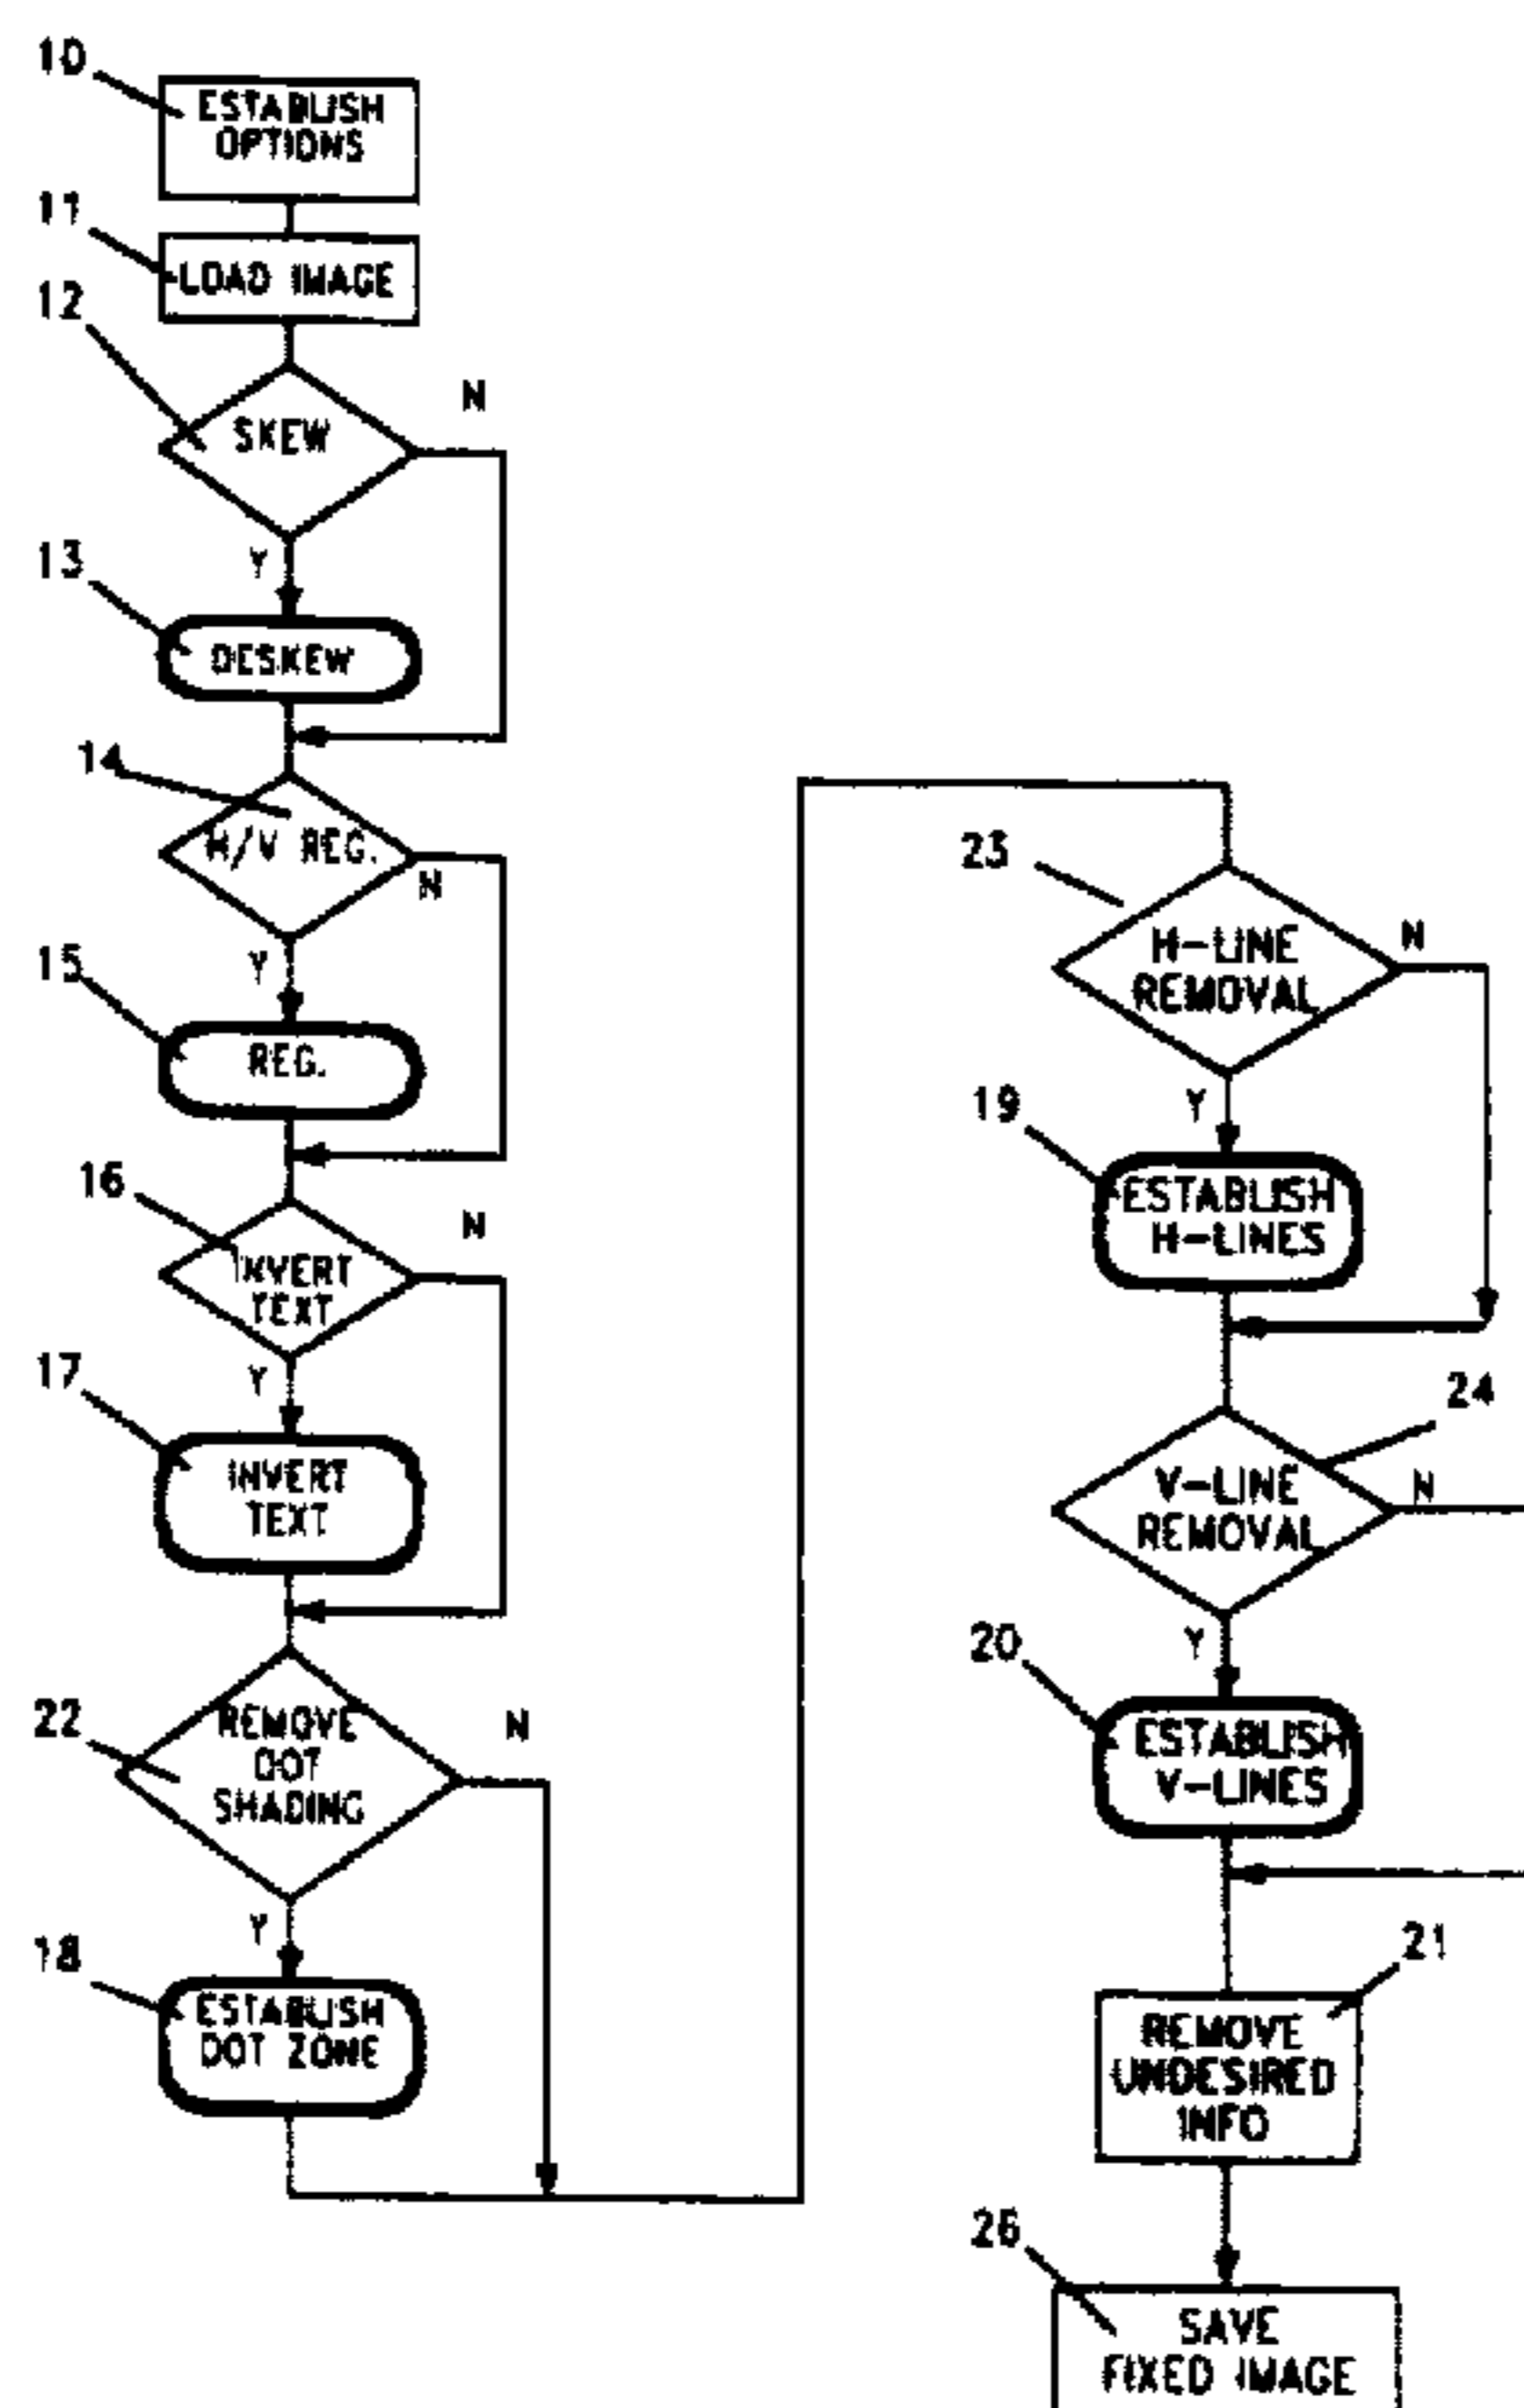 10
ESTABLISH
OPTIONS
11
LOAD IMAGE
12
SKEW
N
Y
13
DESKEW
14
H/V REG.
N
Y
15
REG.
16
INVERT
TEXT
N
Y
17
INVERT
TEXT
22
REMOVE
DOT
SHADING
N
Y
18
ESTABLISH
DOT ZONE
23
H-LINE
REMOVAL
N
Y
19
ESTABLISH
H-LINES
24
V-LINE
REMOVAL
N
Y
20
ESTABLISH
V-LINES
21
REMOVE
UNDESIRED
INFO
26
SAVE
FIXED IMAGE